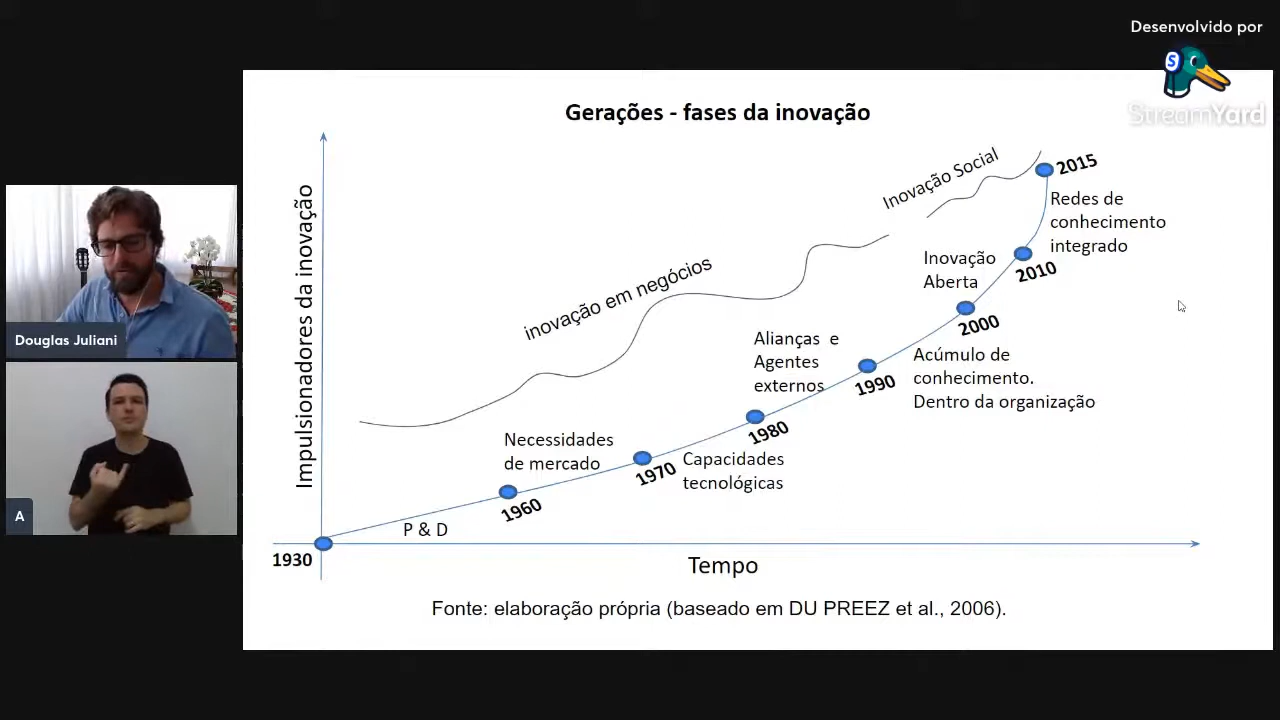 Desenvolvido por
S
StreamYard
Gerações - fases da inovação
Impulsionadores da inovação
Inovação Social
2015
Redes de
conhecimento
integrado
inovação em negócios
Inovação
Aberta
2010
2000
Alianças e
Agentes
externos
Acúmulo de
conhecimento.
Dentro da organização
1990
1980
Necessidades
de mercado
Capacidades
tecnológicas
1970
1960
P & D
1930
Tempo
Fonte: elaboração própria (baseado em DU PREEZ et al., 2006).
Douglas Juliani
A